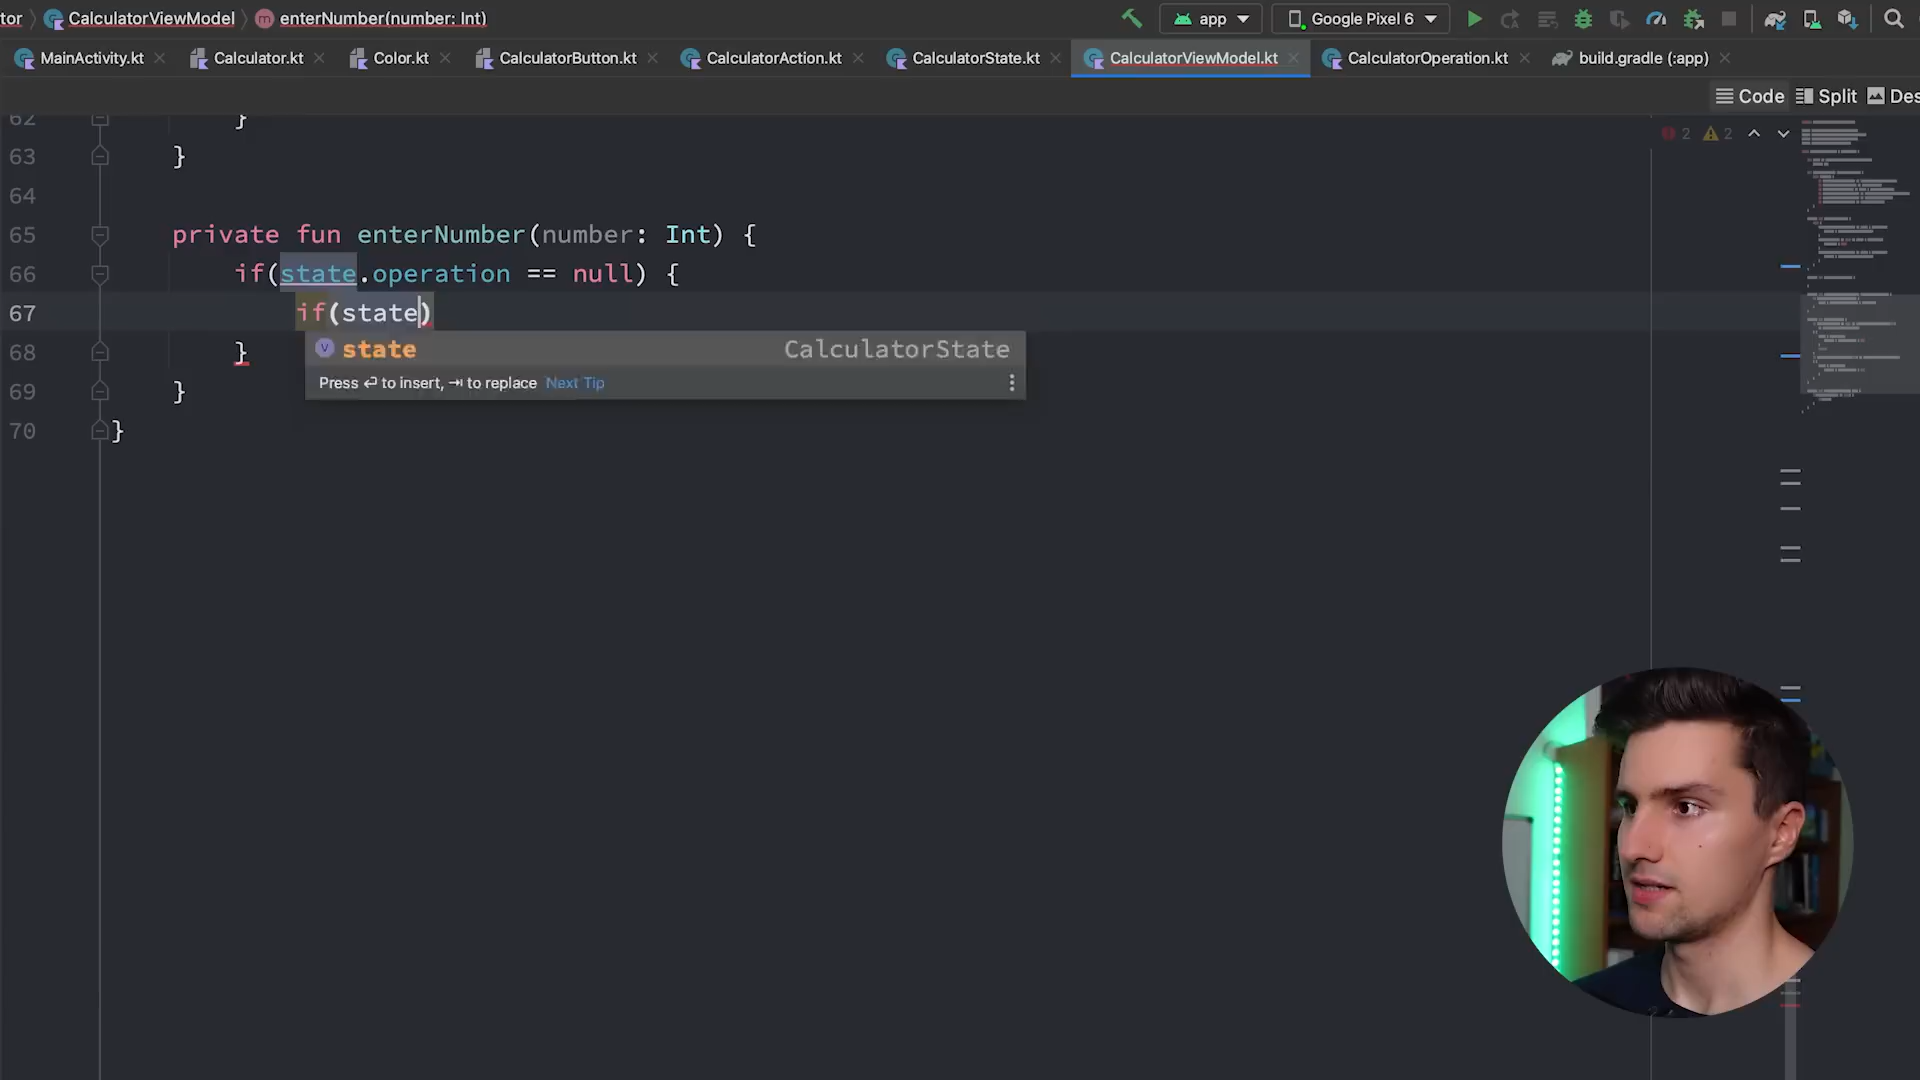 tor CalculatorViewModel enterNumber(number: Int) app Google Pixel 6
MainActivity.kt Calculator.kt Color.kt CalculatorButton.kt CalculatorAction.kt CalculatorState.kt CalculatorViewModel.kt CalculatorOperation.kt build.gradle (:app)
Code Split Des
62 }
2 2
63 }
64
65 private fun enterNumber(number: Int) {
66 if(state.operation == null) {
67 if(state)
state CalculatorState
68 }
Press ⏎ to insert, ⇥ to replace Next Tip
69 }
70 }